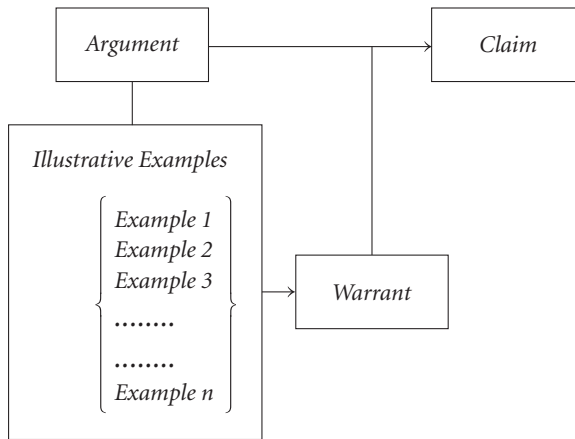 Argument
Claim
Illustrative Examples
Example 1
Example 2
Example 3
........
........
Example n
Warrant